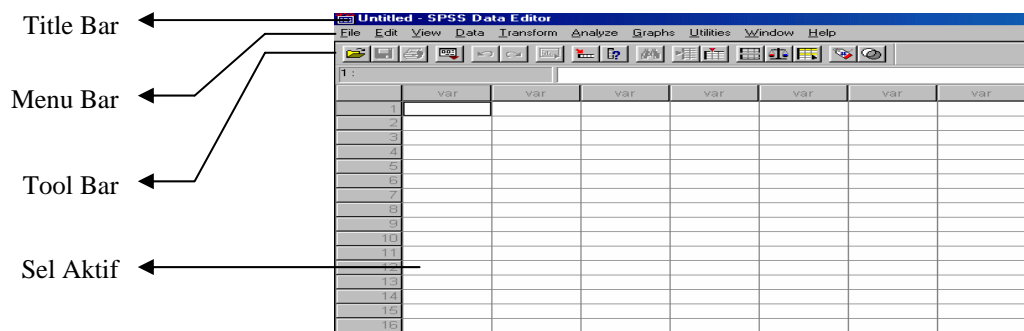 Title Bar
Menu Bar
Tool Bar
Sel Aktif
Untitled - SPSS Data Editor
File Edit View Data Transform Analyze Graphs Utilities Window Help
1 :
var var var var var var var
1
2
3
4
5
6
7
8
9
10
11
12
13
14
15
16